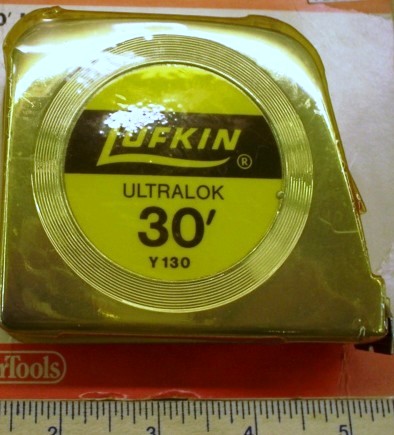 LUFKIN®
ULTRALOK
30'
Y130
rTools
2 3 4 5